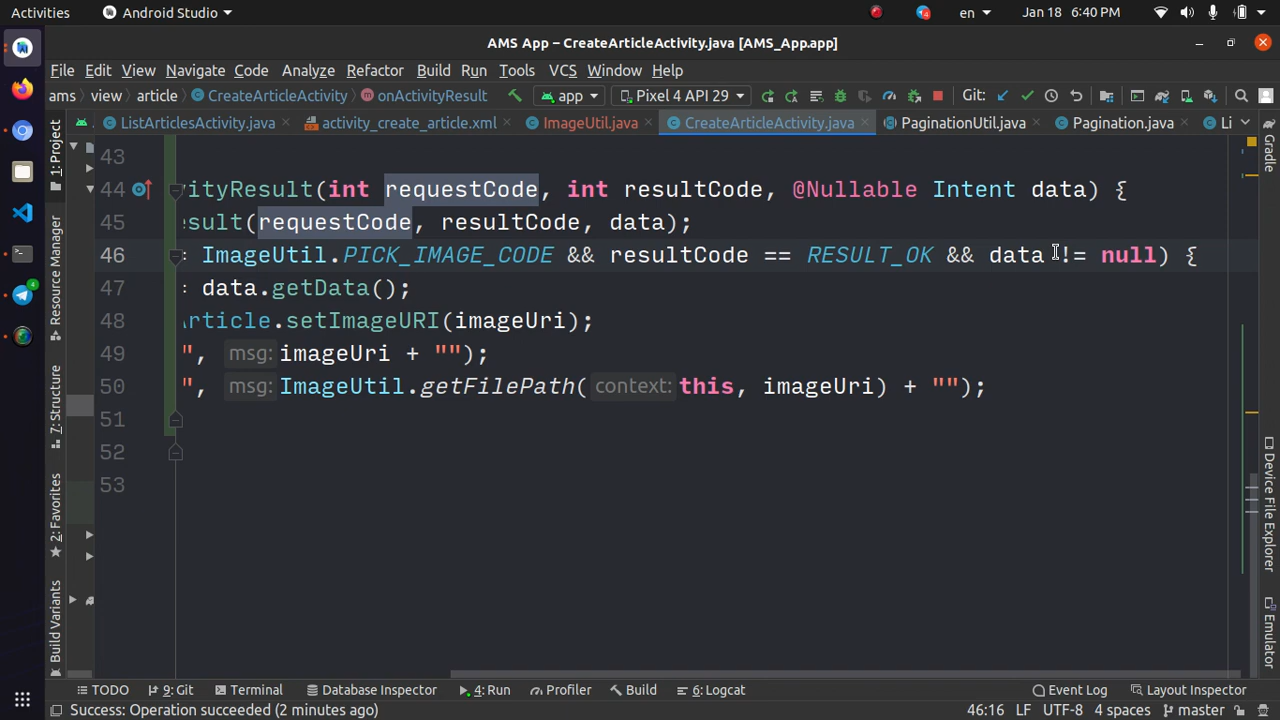 Activities Android Studio en Jan 18 6:40 PM
AMS App – CreateArticleActivity.java [AMS_App.app]
File Edit View Navigate Code Analyze Refactor Build Run Tools VCS Window Help
ams view article CreateArticleActivity onActivityResult app Pixel 4 API 29 Git:
ListArticlesActivity.java activity_create_article.xml ImageUtil.java CreateArticleActivity.java PaginationUtil.java Pagination.java Li
1: Project
Resource Manager
7: Structure
2: Favorites
Build Variants
43
44 ityResult(int requestCode, int resultCode, @Nullable Intent data) {
45 sult(requestCode, resultCode, data);
46 ImageUtil.PICK_IMAGE_CODE && resultCode == RESULT_OK && data != null) {
47 data.getData();
48 rticle.setImageURI(imageUri);
49 ", msg: imageUri + "");
50 ", msg: ImageUtil.getFilePath( context: this, imageUri) + "");
51
52
53
Gradle
Device File Explorer
Emulator
TODO 9: Git Terminal Database Inspector 4: Run Profiler Build 6: Logcat Event Log Layout Inspector
Success: Operation succeeded (2 minutes ago) 46:16 LF UTF-8 4 spaces master